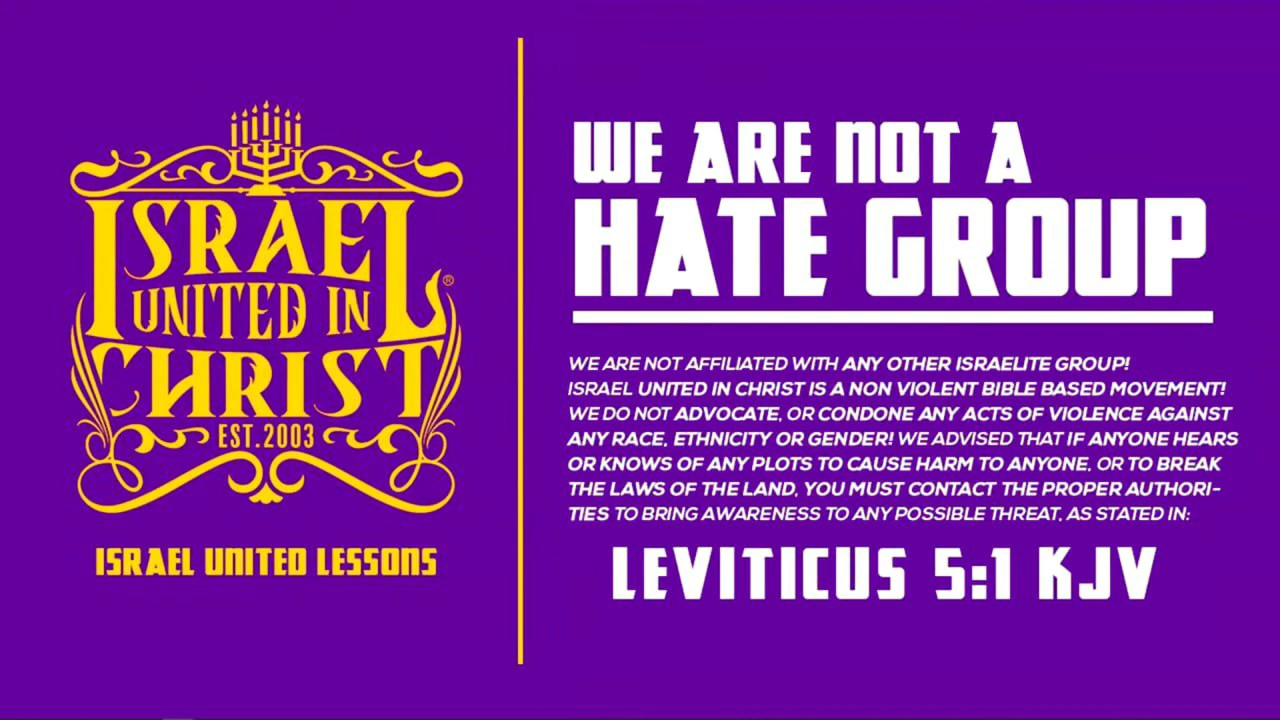 ISRAEL
UNITED IN
CHRIST
®
EST.2003
ISRAEL UNITED LESSONS
WE ARE NOT A
HATE GROUP
WE ARE NOT AFFILIATED WITH ANY OTHER ISRAELITE GROUP!
ISRAEL UNITED IN CHRIST IS A NON VIOLENT BIBLE BASED MOVEMENT!
WE DO NOT ADVOCATE, OR CONDONE ANY ACTS OF VIOLENCE AGAINST
ANY RACE, ETHNICITY OR GENDER! WE ADVISED THAT IF ANYONE HEARS
OR KNOWS OF ANY PLOTS TO CAUSE HARM TO ANYONE, OR TO BREAK
THE LAWS OF THE LAND, YOU MUST CONTACT THE PROPER AUTHORI-
TIES TO BRING AWARENESS TO ANY POSSIBLE THREAT, AS STATED IN:
LEVITICUS 5:1 KJV